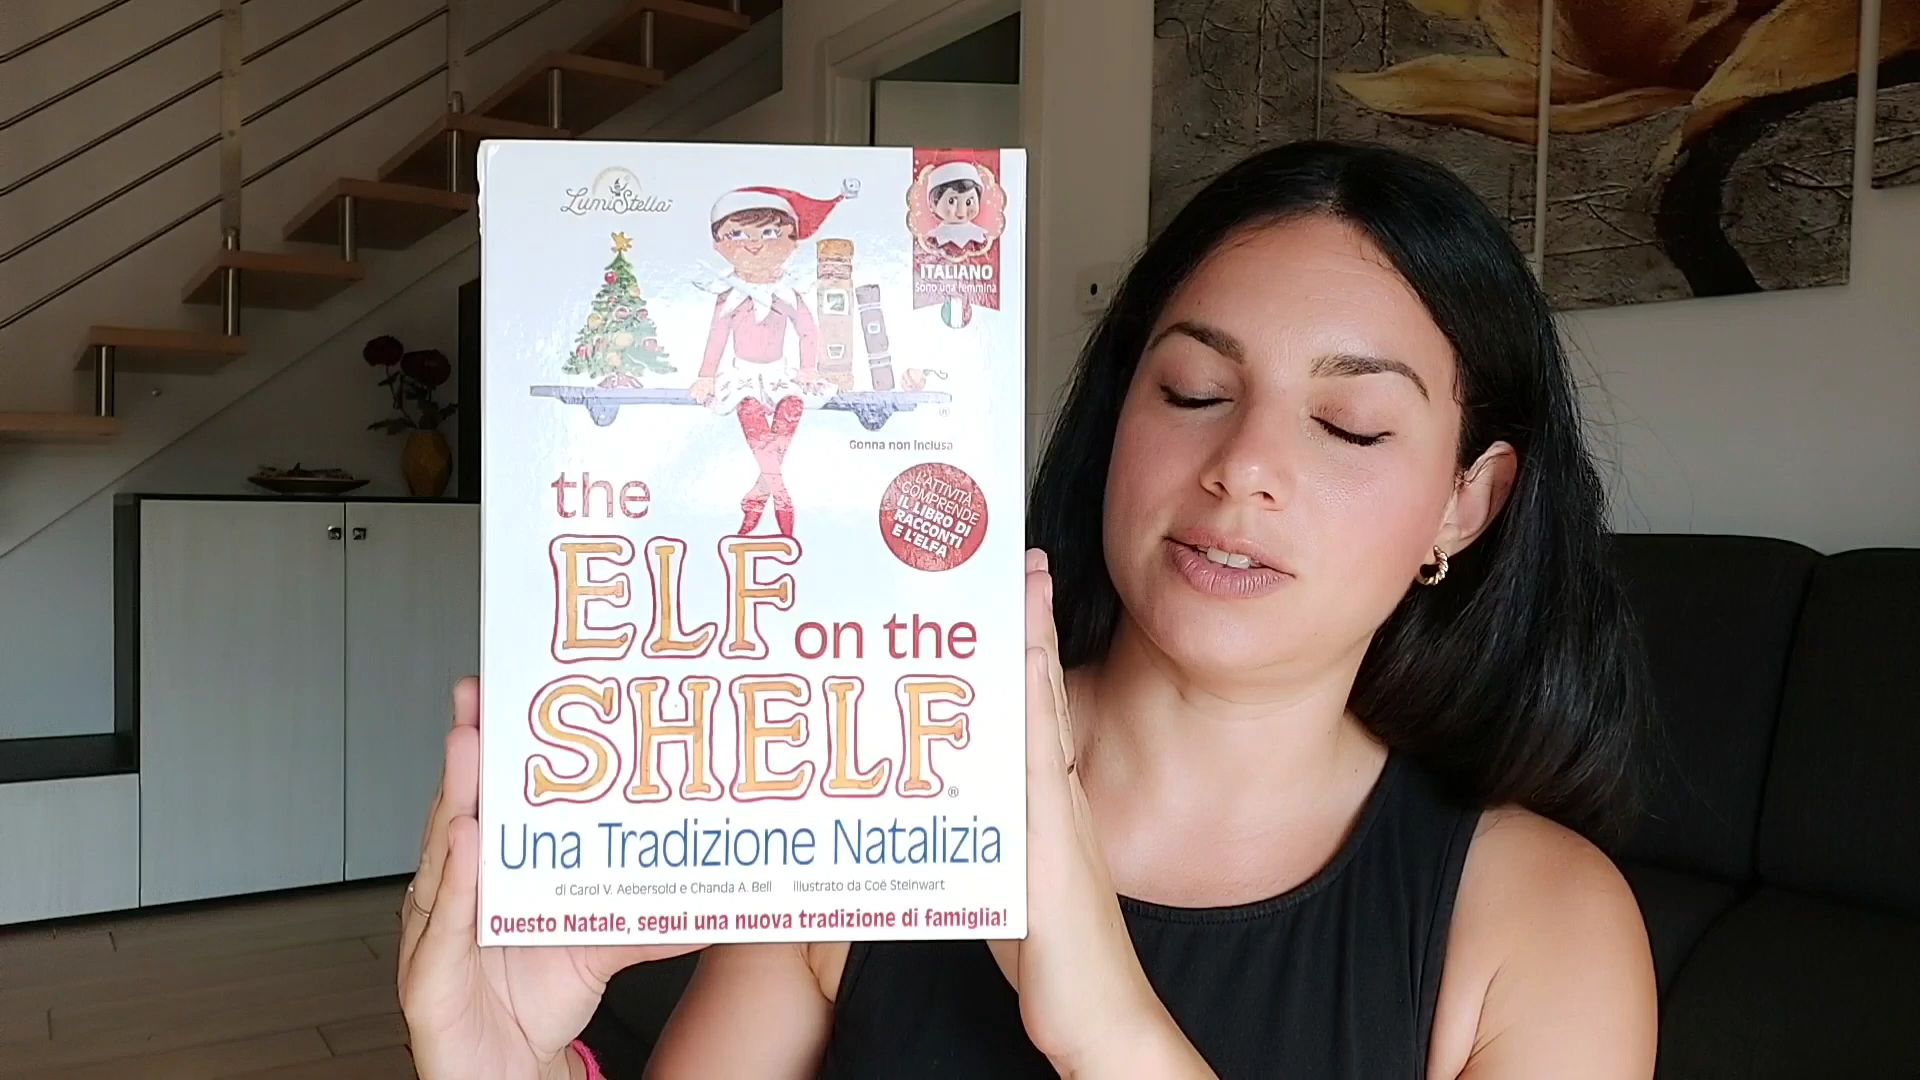 LumiStella
ITALIANO
Sono una femmina
®
Gonna non inclusa
L'ATTIVITÀ
COMPRENDE
IL LIBRO DI
RACCONTI
E L'ELFA
the
ELF on the
SHELF®
Una Tradizione Natalizia
di Carol V. Aebersold e Chanda A. Bell Illustrato da Coë Steinwart
Questo Natale, segui una nuova tradizione di famiglia!